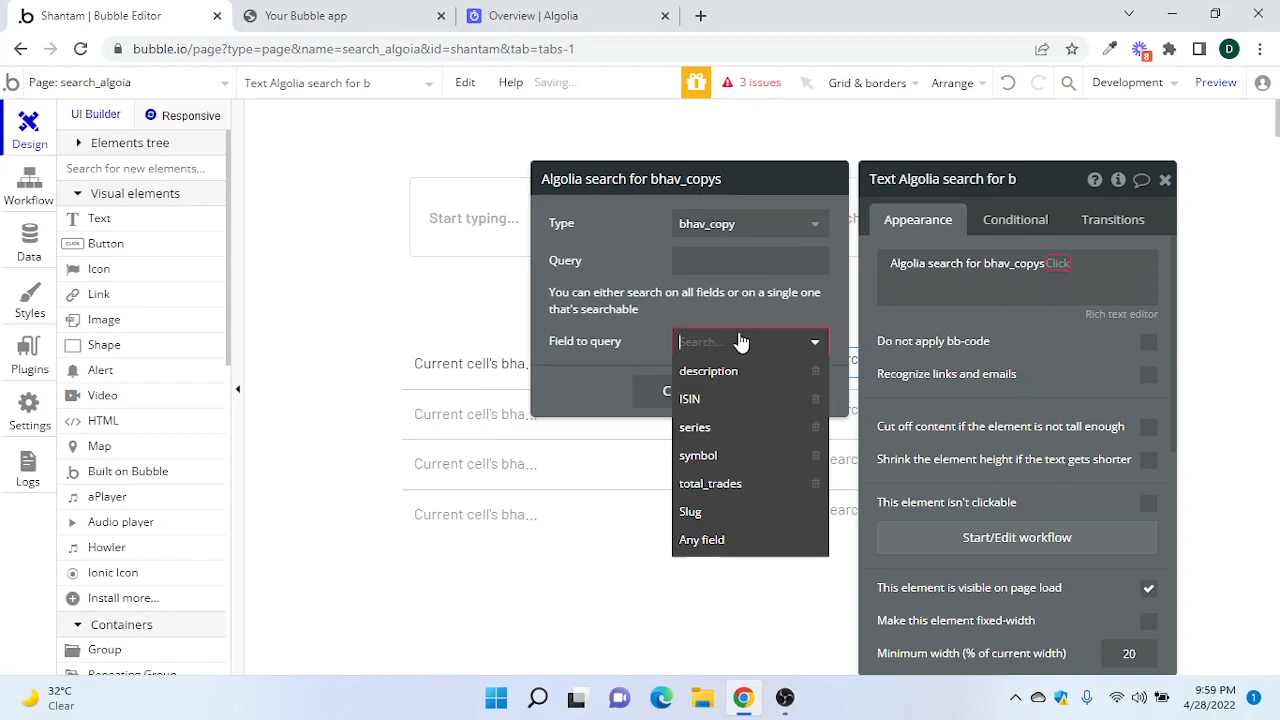 Shantam | Bubble Editor
Your Bubble app
Overview | Algolia
bubble.io/page?type=page&name=search_algoia&id=shantam&tab=tabs-1
8
D
Page: search_algoia
Text Algolia search for b
Edit
Help
Saving...
3 issues
Grid & borders
Arrange
Development
Preview
Design
Workflow
Data
Styles
Plugins
Settings
Logs
UI Builder
Responsive
Elements tree
Search for new elements...
Visual elements
Text
CLICK
Button
Icon
Link
Image
Shape
Alert
Video
HTML
Map
Built on Bubble
aPlayer
Audio player
Howler
Ionic Icon
Install more...
Containers
Group
Start typing...
Current cell's bha...
Current cell's bha...
Current cell's bha...
Current cell's bha...
Algolia search for bhav_copys
Type
bhav_copy
Query
You can either search on all fields or on a single one
that's searchable
Field to query
Search...
description
ISIN
series
symbol
total_trades
Slug
Any field
Text Algolia search for b
Appearance
Conditional
Transitions
Algolia search for bhav_copysClick
Rich text editor
Do not apply bb-code
Recognize links and emails
Cut off content if the element is not tall enough
Shrink the element height if the text gets shorter
This element isn't clickable
Start/Edit workflow
This element is visible on page load
Make this element fixed-width
Minimum width (% of current width)
20
32°C
Clear
9:59 PM
4/28/2022
1